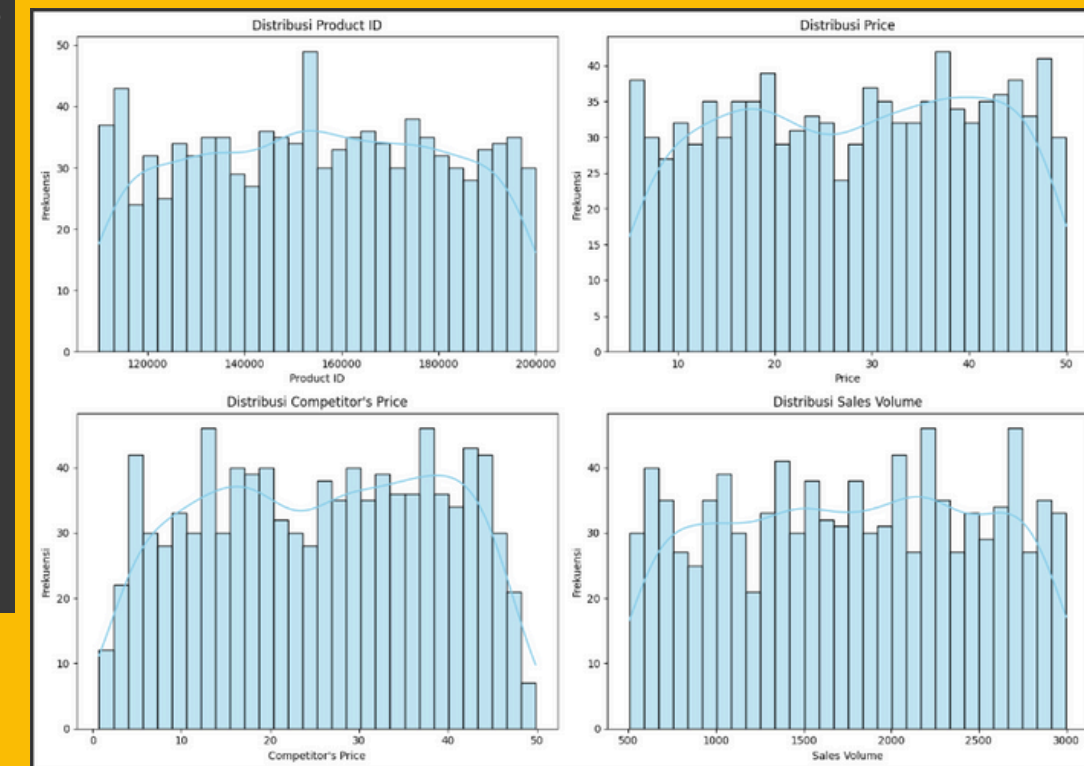 Distribusi Product ID
50
40
30
20
10
0
Frekuensi
120000 140000 160000 180000 200000
Product ID
Distribusi Price
40
35
30
25
20
15
10
5
0
Frekuensi
10 20 30 40 50
Price
Distribusi Competitor's Price
40
30
20
10
0
Frekuensi
0 10 20 30 40 50
Competitor's Price
Distribusi Sales Volume
40
30
20
10
0
Frekuensi
500 1000 1500 2000 2500 3000
Sales Volume